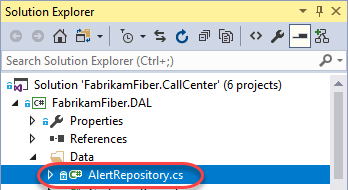 Solution Explorer
Search Solution Explorer (Ctrl+;)
Solution 'FabrikamFiber.CallCenter' (6 projects)
C# FabrikamFiber.DAL
Properties
References
Data
C# AlertRepository.cs